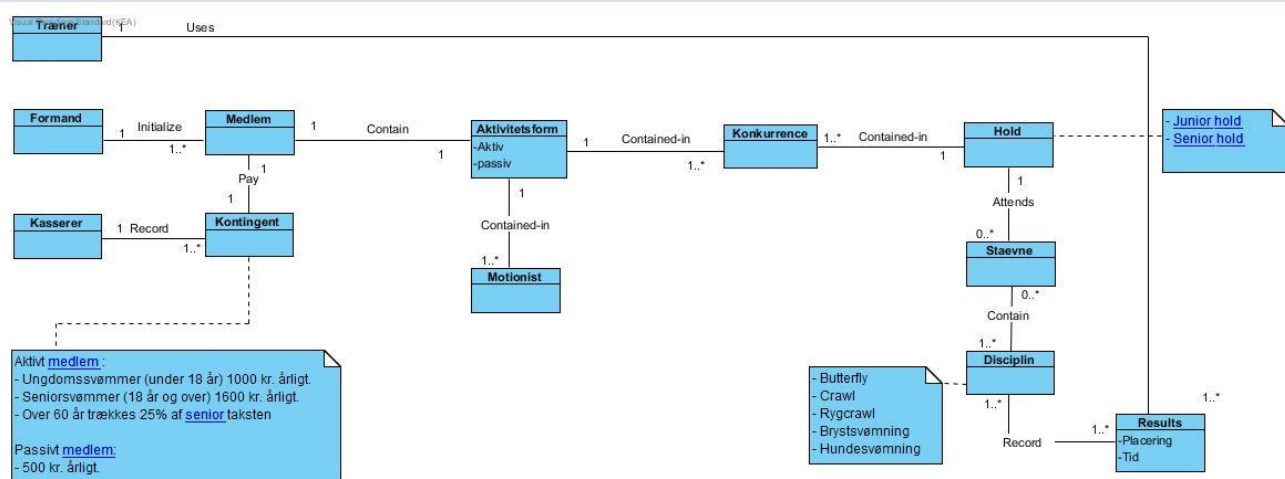 Visual Paradigm Standard(KEA)
Træner
1
Uses
Formand
1
Initialize
1..*
Medlem
1
Contain
1
Aktivitetsform
-Aktiv
-passiv
1
Contained-in
1..*
Konkurrence
1..*
Contained-in
1
Hold
- Junior hold
- Senior hold
1
Pay
1
Kasserer
1 Record
1..*
Kontingent
1
Contained-in
1..*
Motionist
1
Attends
0..*
Staevne
0..*
Contain
1..*
Disciplin
- Butterfly
- Crawl
- Rygcrawl
- Brystsvømning
- Hundesvømning
1..*
Record
1..*
1..*
Results
-Placering
-Tid
Aktivt medlem :
- Ungdomssvømmer (under 18 år) 1000 kr. årligt.
- Seniorsvømmer (18 år og over) 1600 kr. årligt.
- Over 60 år trækkes 25% af senior taksten
Passivt medlem:
- 500 kr. årligt.